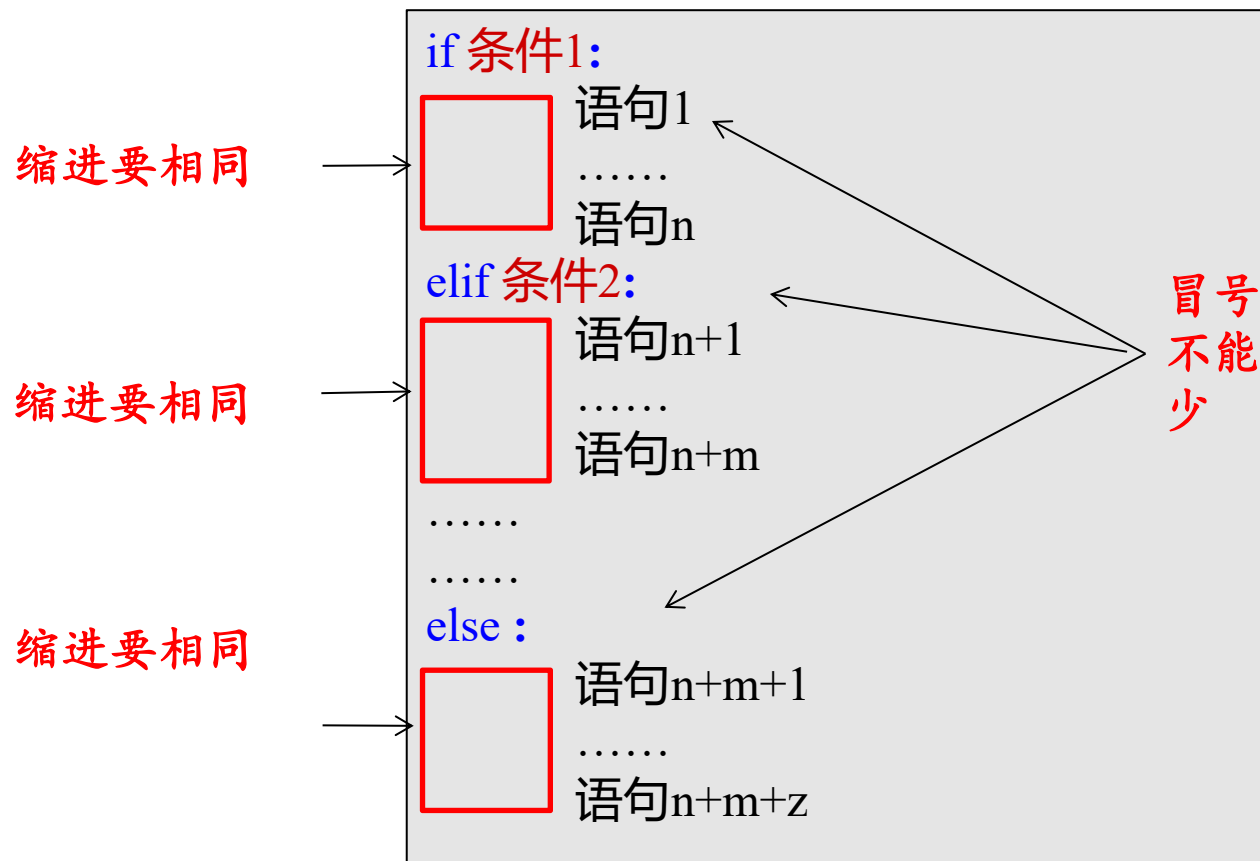 if 条件1:
语句1
缩进要相同
……
语句n
elif 条件2:
冒号
不能
少
语句n+1
缩进要相同
……
语句n+m
……
……
else :
缩进要相同
语句n+m+1
……
语句n+m+z